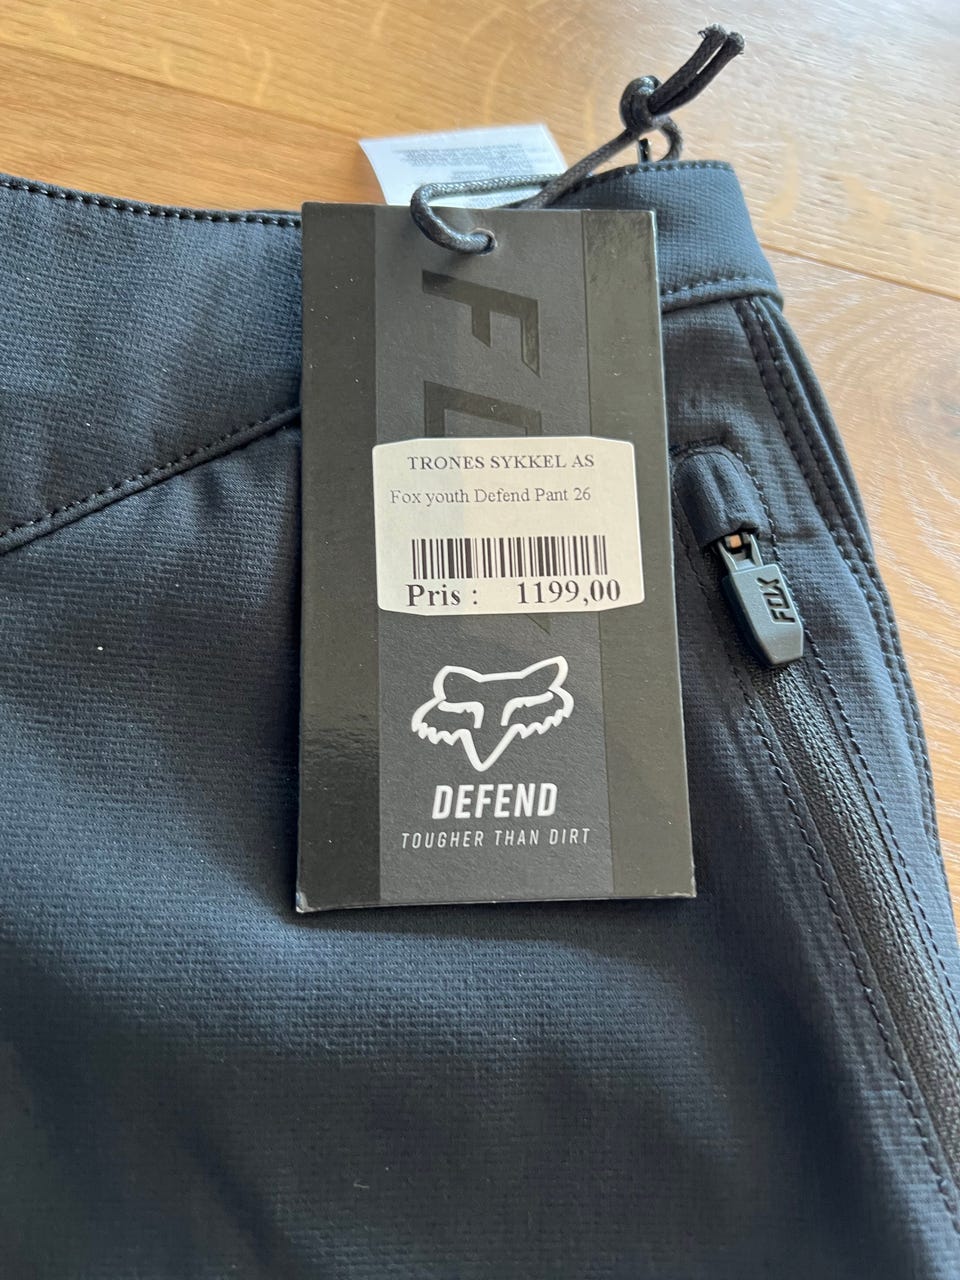 FOX
TRONES SYKKEL AS
Fox youth Defend Pant 26
Pris : 1199,00
DEFEND
TOUGHER THAN DIRT
FOX